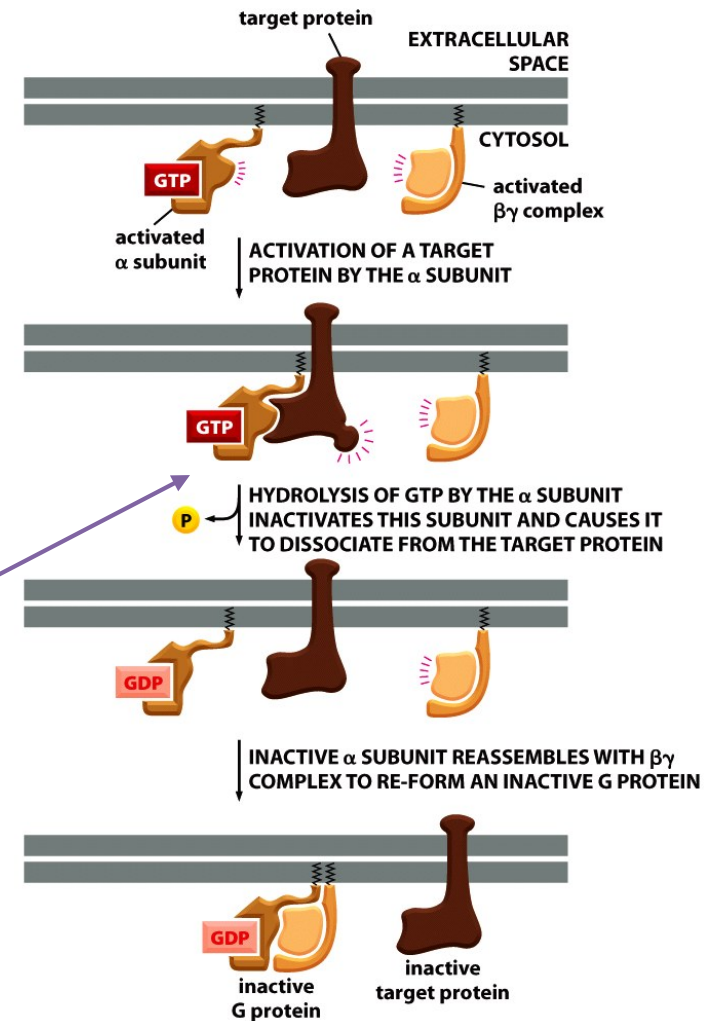 target protein
EXTRACELLULAR
SPACE
CYTOSOL
GTP
activated
βγ complex
activated
α subunit
ACTIVATION OF A TARGET
PROTEIN BY THE α SUBUNIT
GTP
HYDROLYSIS OF GTP BY THE α SUBUNIT
P
INACTIVATES THIS SUBUNIT AND CAUSES IT
TO DISSOCIATE FROM THE TARGET PROTEIN
GDP
INACTIVE α SUBUNIT REASSEMBLES WITH βγ
COMPLEX TO RE-FORM AN INACTIVE G PROTEIN
GDP
inactive
G protein
inactive
target protein